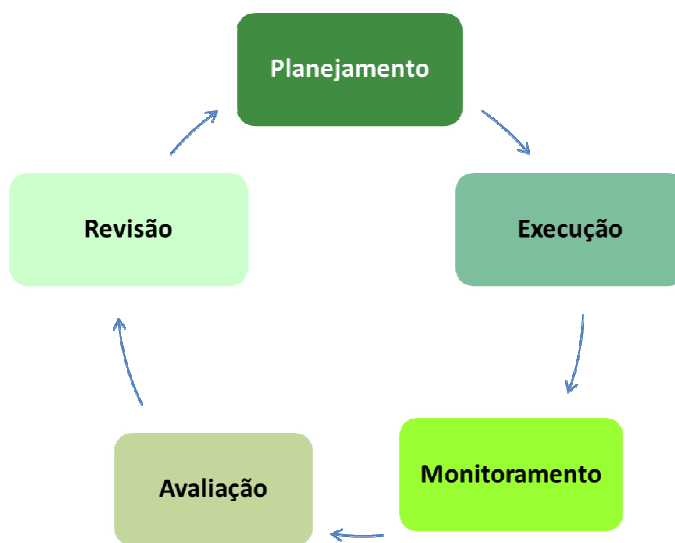 Planejamento
Execução
Monitoramento
Avaliação
Revisão